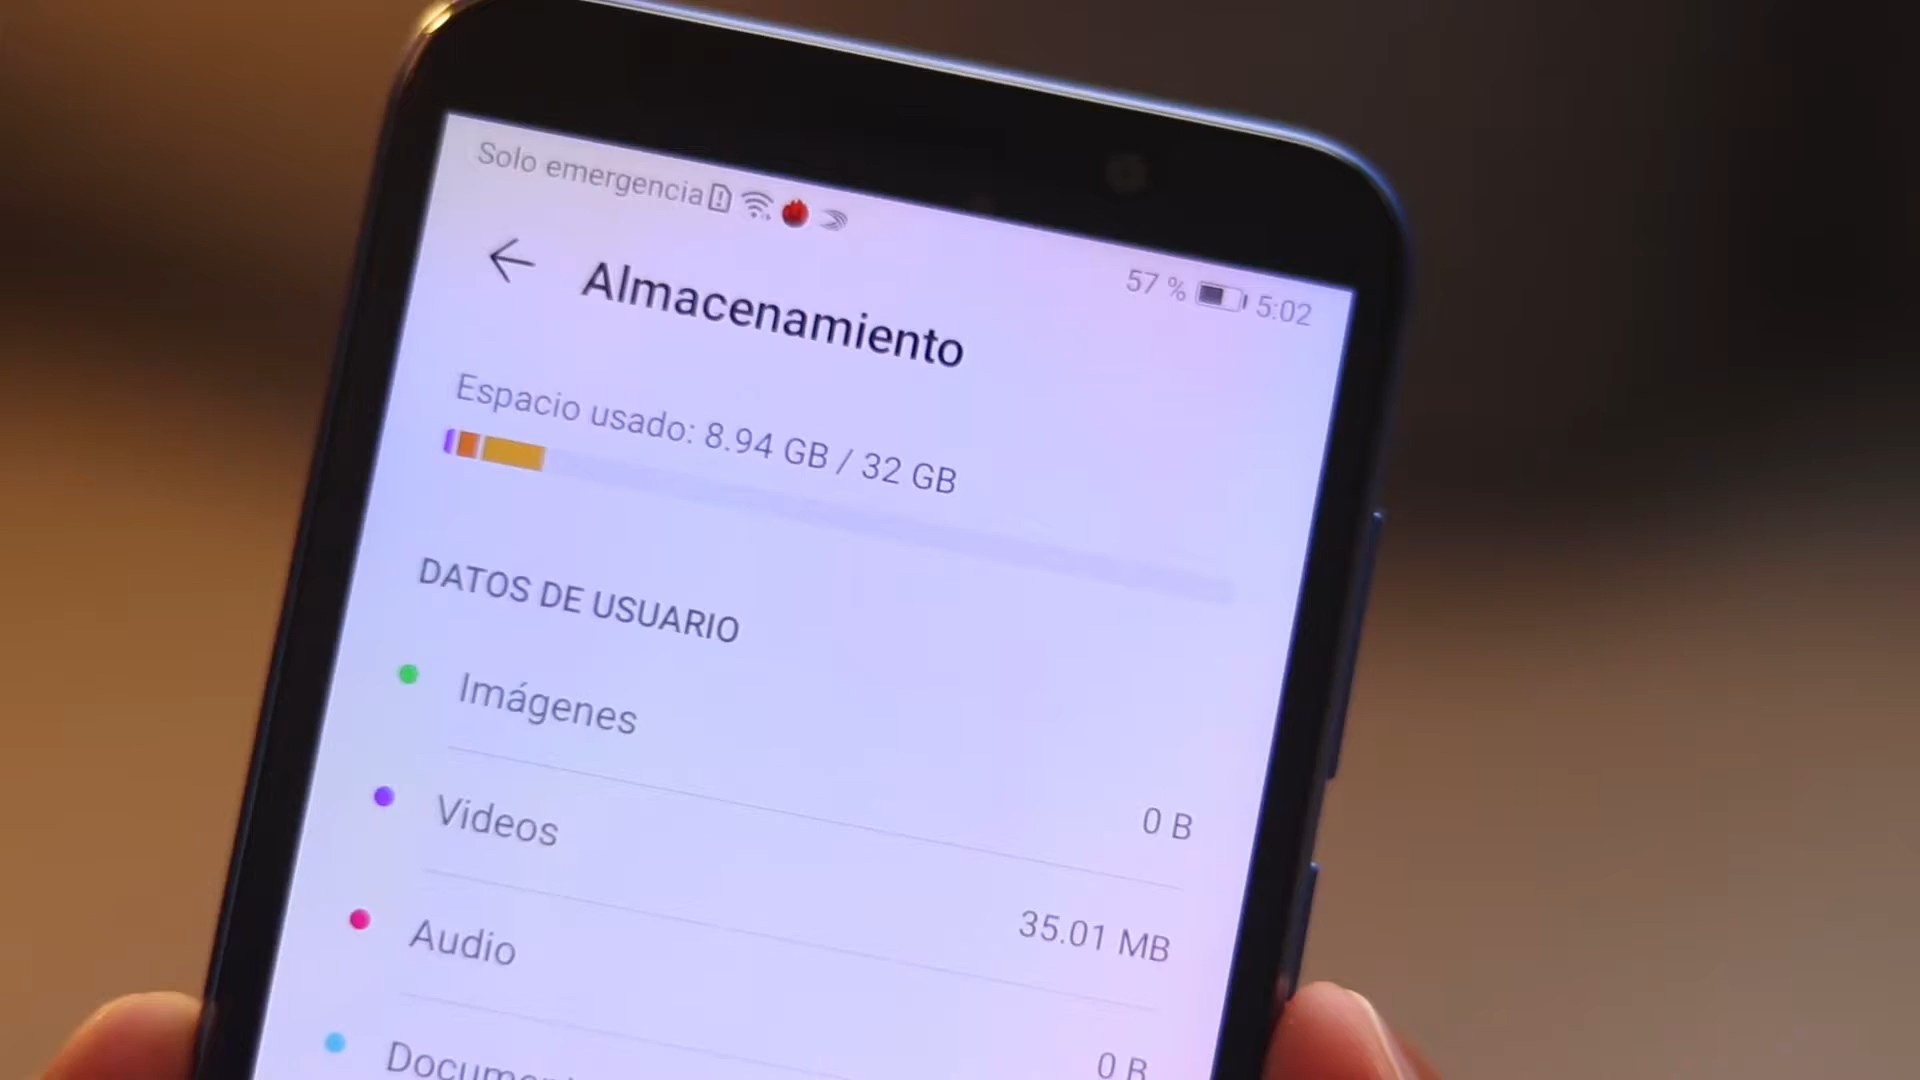 Solo emergencia
57 % 5:02
Almacenamiento
Espacio usado: 8.94 GB / 32 GB
DATOS DE USUARIO
Imágenes
0 B
Videos
35.01 MB
Audio
0 B